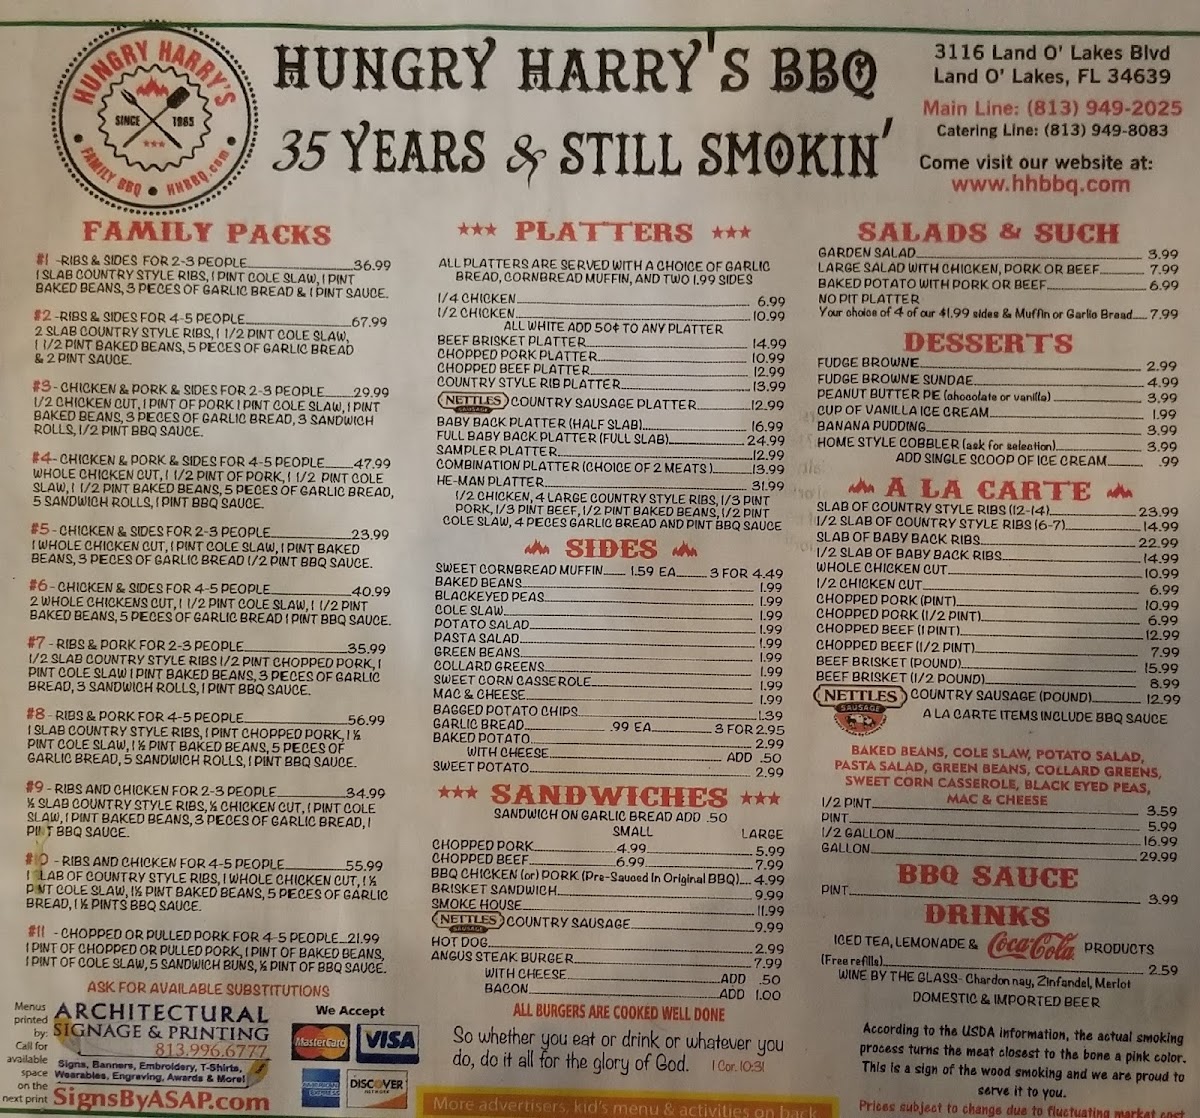 HUNGRY HARRY'S
SINCE 1985
FAMILY BBQ • HHBBQ.com
HUNGRY HARRY'S BBQ
35 YEARS & STILL SMOKIN'
3116 Land O' Lakes Blvd
Land O' Lakes, FL 34639
Main Line: (813) 949-2025
Catering Line: (813) 949-8083
Come visit our website at:
www.hhbbq.com
FAMILY PACKS
#1 -RIBS & SIDES FOR 2-3 PEOPLE 36.99
1 SLAB COUNTRY STYLE RIBS, 1 PINT COLE SLAW, 1 PINT
BAKED BEANS, 3 PIECES OF GARLIC BREAD & 1 PINT SAUCE.
#2 -RIBS & SIDES FOR 4-5 PEOPLE 67.99
2 SLAB COUNTRY STYLE RIBS, 1 1/2 PINT COLE SLAW,
1 1/2 PINT BAKED BEANS, 5 PIECES OF GARLIC BREAD
& 2 PINT SAUCE.
#3 - CHICKEN & PORK & SIDES FOR 2-3 PEOPLE 29.99
1/2 CHICKEN CUT, 1 PINT OF PORK 1 PINT COLE SLAW, 1 PINT
BAKED BEANS, 3 PIECES OF GARLIC BREAD, 3 SANDWICH
ROLLS, 1/2 PINT BBQ SAUCE.
#4 - CHICKEN & PORK & SIDES FOR 4-5 PEOPLE 47.99
WHOLE CHICKEN CUT, 1 1/2 PINT OF PORK, 1 1/2 PINT COLE
SLAW, 1 1/2 PINT BAKED BEANS, 5 PIECES OF GARLIC BREAD,
5 SANDWICH ROLLS, 1 PINT BBQ SAUCE.
#5 - CHICKEN & SIDES FOR 2-3 PEOPLE 23.99
1 WHOLE CHICKEN CUT, 1 PINT COLE SLAW, 1 PINT BAKED
BEANS, 3 PIECES OF GARLIC BREAD 1/2 PINT BBQ SAUCE.
#6 - CHICKEN & SIDES FOR 4-5 PEOPLE 40.99
2 WHOLE CHICKENS CUT, 1 1/2 PINT COLE SLAW, 1 1/2 PINT
BAKED BEANS, 5 PIECES OF GARLIC BREAD 1 PINT BBQ SAUCE.
#7 - RIBS & PORK FOR 2-3 PEOPLE 35.99
1/2 SLAB COUNTRY STYLE RIBS 1/2 PINT CHOPPED PORK, 1
PINT COLE SLAW 1 PINT BAKED BEANS, 3 PIECES OF GARLIC
BREAD, 3 SANDWICH ROLLS, 1 PINT BBQ SAUCE.
#8 - RIBS & PORK FOR 4-5 PEOPLE 56.99
1 SLAB COUNTRY STYLE RIBS, 1 PINT CHOPPED PORK, 1 ½
PINT COLE SLAW, 1 ½ PINT BAKED BEANS, 5 PIECES OF
GARLIC BREAD, 5 SANDWICH ROLLS, 1 PINT BBQ SAUCE.
#9 - RIBS AND CHICKEN FOR 2-3 PEOPLE 34.99
½ SLAB COUNTRY STYLE RIBS, ½ CHICKEN CUT, 1 PINT COLE
SLAW, 1 PINT BAKED BEANS, 3 PIECES OF GARLIC BREAD, 1
PINT BBQ SAUCE.
#10 - RIBS AND CHICKEN FOR 4-5 PEOPLE 55.99
1 SLAB OF COUNTRY STYLE RIBS, 1 WHOLE CHICKEN CUT, 1 ½
PINT COLE SLAW, 1½ PINT BAKED BEANS, 5 PIECES OF GARLIC
BREAD, 1 ½ PINTS BBQ SAUCE.
#11 - CHOPPED OR PULLED PORK FOR 4-5 PEOPLE 21.99
1 PINT OF CHOPPED OR PULLED PORK, 1 PINT OF BAKED BEANS,
1 PINT OF COLE SLAW, 5 SANDWICH BUNS, ½ PINT OF BBQ SAUCE.
ASK FOR AVAILABLE SUBSTITUTIONS
Menus
printed
by:
Call for
available
space
on the
next print
ARCHITECTURAL
SIGNAGE & PRINTING
813.996.6777
Signs, Banners, Embroidery, T-Shirts,
Wearables, Engraving, Awards & More!
SignsByASAP.com
We Accept
MasterCard
VISA
AMERICAN EXPRESS
DISCOVER
NETWORK
*** PLATTERS ***
ALL PLATTERS ARE SERVED WITH A CHOICE OF GARLIC
BREAD, CORNBREAD MUFFIN, AND TWO 1.99 SIDES
1/4 CHICKEN 6.99
1/2 CHICKEN 10.99
ALL WHITE ADD 50¢ TO ANY PLATTER
BEEF BRISKET PLATTER 14.99
CHOPPED PORK PLATTER 10.99
CHOPPED BEEF PLATTER 12.99
COUNTRY STYLE RIB PLATTER 13.99
NETTLES SAUSAGE COUNTRY SAUSAGE PLATTER 12.99
BABY BACK PLATTER (HALF SLAB) 16.99
FULL BABY BACK PLATTER (FULL SLAB) 24.99
SAMPLER PLATTER 12.99
COMBINATION PLATTER (CHOICE OF 2 MEATS) 13.99
HE-MAN PLATTER 31.99
1/2 CHICKEN, 4 LARGE COUNTRY STYLE RIBS, 1/3 PINT
PORK, 1/3 PINT BEEF, 1/2 PINT BAKED BEANS, 1/2 PINT
COLE SLAW, 4 PIECES GARLIC BREAD AND PINT SAUCE
SIDES
SWEET CORNBREAD MUFFIN 1.59 EA. 3 FOR 4.49
BAKED BEANS 1.99
BLACKEYED PEAS 1.99
COLE SLAW 1.99
POTATO SALAD 1.99
PASTA SALAD 1.99
GREEN BEANS 1.99
COLLARD GREENS 1.99
SWEET CORN CASSEROLE 1.99
MAC & CHEESE 1.99
BAGGED POTATO CHIPS 1.39
GARLIC BREAD .99 EA. 3 FOR 2.95
BAKED POTATO 2.99
WITH CHEESE ADD .50
SWEET POTATO 2.99
*** SANDWICHES ***
SANDWICH ON GARLIC BREAD ADD .50
SMALL LARGE
CHOPPED PORK 4.99 5.99
CHOPPED BEEF 6.99 7.99
BBQ CHICKEN (or) PORK (Pre-Sauced In Original BBQ) 4.99
BRISKET SANDWICH 9.99
SMOKE HOUSE 11.99
NETTLES SAUSAGE COUNTRY SAUSAGE 9.99
HOT DOG 2.99
ANGUS STEAK BURGER 7.99
WITH CHEESE ADD .50
BACON ADD 1.00
ALL BURGERS ARE COOKED WELL DONE
So whether you eat or drink or whatever you
do, do it all for the glory of God. 1 Cor. 10:31
More advertisers, kid's menu & activities on back
SALADS & SUCH
GARDEN SALAD 3.99
LARGE SALAD WITH CHICKEN, PORK OR BEEF 7.99
BAKED POTATO WITH PORK OR BEEF 6.99
NO PIT PLATTER
Your choice of 4 of our $1.99 sides & Muffin or Garlic Bread 7.99
DESSERTS
FUDGE BROWNE 2.99
FUDGE BROWNIE SUNDAE 4.99
PEANUT BUTTER PIE (chocolate or vanilla) 3.99
CUP OF VANILLA ICE CREAM 1.99
BANANA PUDDING 3.99
HOME STYLE COBBLER (ask for selection) 3.99
ADD SINGLE SCOOP OF ICE CREAM .99
A LA CARTE
SLAB OF COUNTRY STYLE RIBS (12-14) 23.99
1/2 SLAB OF COUNTRY STYLE RIBS (6-7) 14.99
SLAB OF BABY BACK RIBS 22.99
1/2 SLAB OF BABY BACK RIBS 14.99
WHOLE CHICKEN CUT 10.99
1/2 CHICKEN CUT 6.99
CHOPPED PORK (PINT) 10.99
CHOPPED PORK (1/2 PINT) 6.99
CHOPPED BEEF (1 PINT) 12.99
CHOPPED BEEF (1/2 PINT) 7.99
BEEF BRISKET (POUND) 15.99
BEEF BRISKET (1/2 POUND) 8.99
NETTLES SAUSAGE COUNTRY SAUSAGE (POUND) 12.99
A LA CARTE ITEMS INCLUDE BBQ SAUCE
BAKED BEANS, COLE SLAW, POTATO SALAD,
PASTA SALAD, GREEN BEANS, COLLARD GREENS,
SWEET CORN CASSEROLE, BLACK EYED PEAS,
MAC & CHEESE
1/2 PINT 3.59
PINT 5.99
1/2 GALLON 16.99
GALLON 29.99
BBQ SAUCE
PINT 3.99
DRINKS
ICED TEA, LEMONADE & Coca-Cola PRODUCTS
(Free refills) 2.59
WINE BY THE GLASS- Chardonnay, Zinfandel, Merlot
DOMESTIC & IMPORTED BEER
According to the USDA information, the actual smoking
process turns the meat closest to the bone a pink color.
This is a sign of the wood smoking and we are proud to
serve it to you.
Prices subject to change due to fluctuating market cost